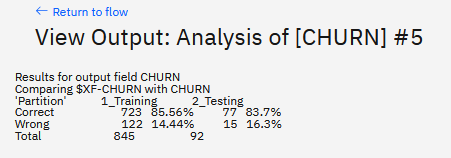 ← Return to flow
View Output: Analysis of [CHURN] #5
Results for output field CHURN
Comparing $XF-CHURN with CHURN
'Partition' 1_Training 2_Testing
Correct 723 85.56% 77 83.7%
Wrong 122 14.44% 15 16.3%
Total 845 92